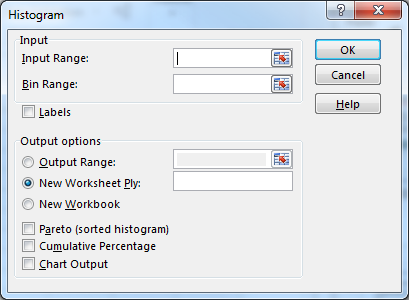 Histogram
?
Input
Input Range:
Bin Range:
Labels
Output options
Output Range:
New Worksheet Ply:
New Workbook
Pareto (sorted histogram)
Cumulative Percentage
Chart Output
OK
Cancel
Help